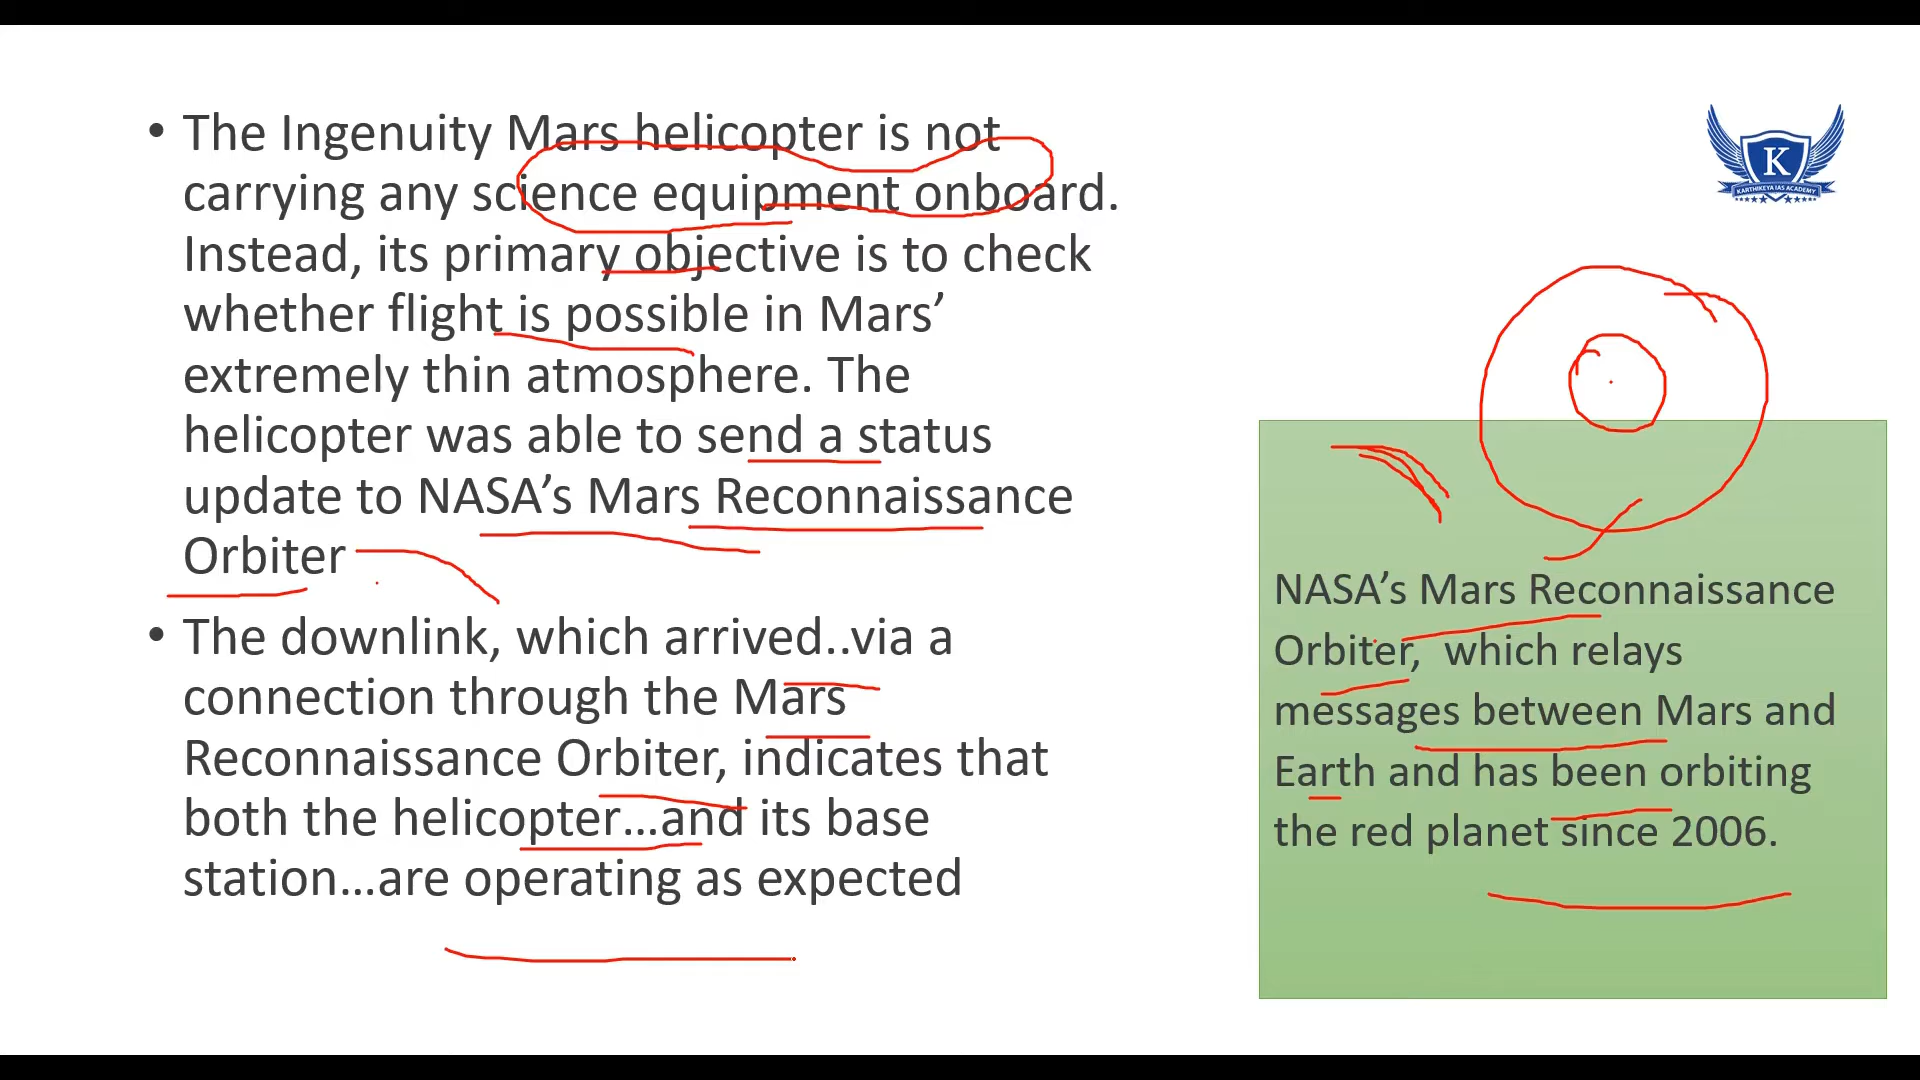 • The Ingenuity Mars helicopter is not
carrying any science equipment onboard.
Instead, its primary objective is to check
whether flight is possible in Mars’
extremely thin atmosphere. The
helicopter was able to send a status
update to NASA’s Mars Reconnaissance
Orbiter
• The downlink, which arrived..via a
connection through the Mars
Reconnaissance Orbiter, indicates that
both the helicopter...and its base
station...are operating as expected
K
KARTHIKEYA IAS ACADEMY
NASA’s Mars Reconnaissance
Orbiter,  which relays
messages between Mars and
Earth and has been orbiting
the red planet since 2006.